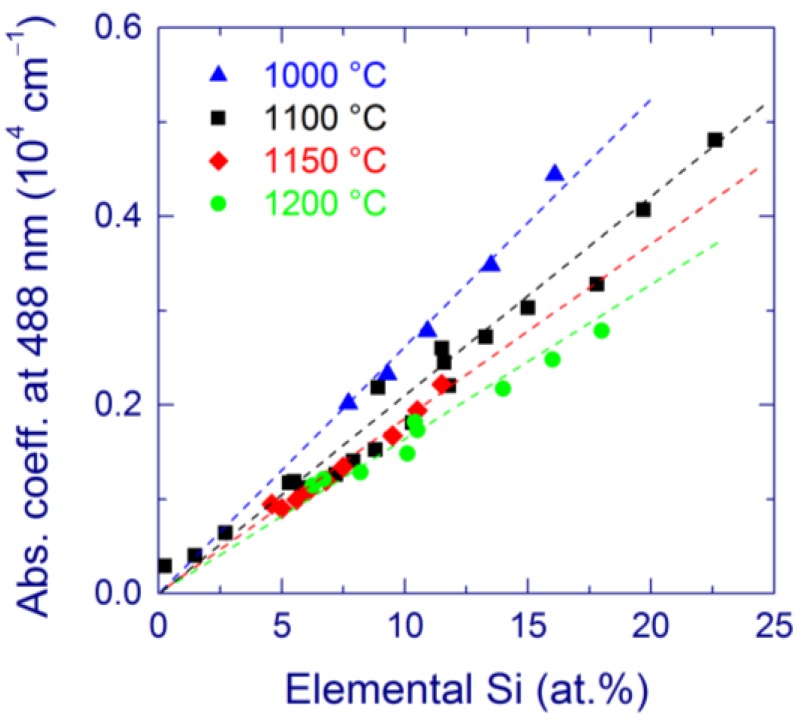 Abs. coeff. at 488 nm (10⁴ cm⁻¹)
0.6
0.4
0.2
0.0
1000 °C
1100 °C
1150 °C
1200 °C
0 5 10 15 20 25
Elemental Si (at.%)